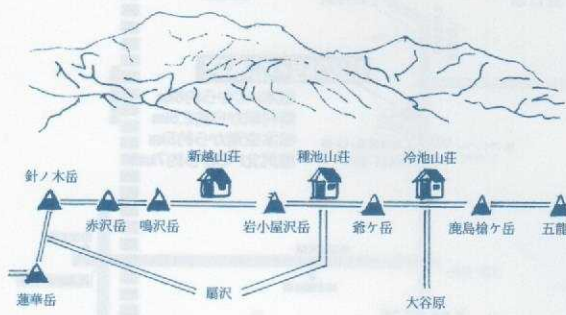 新越山荘
種池山荘
冷池山荘
針ノ木岳
赤沢岳
鳴沢岳
岩小屋沢岳
爺ケ岳
鹿島槍ケ岳
五龍
蓮華岳
扇沢
大谷原